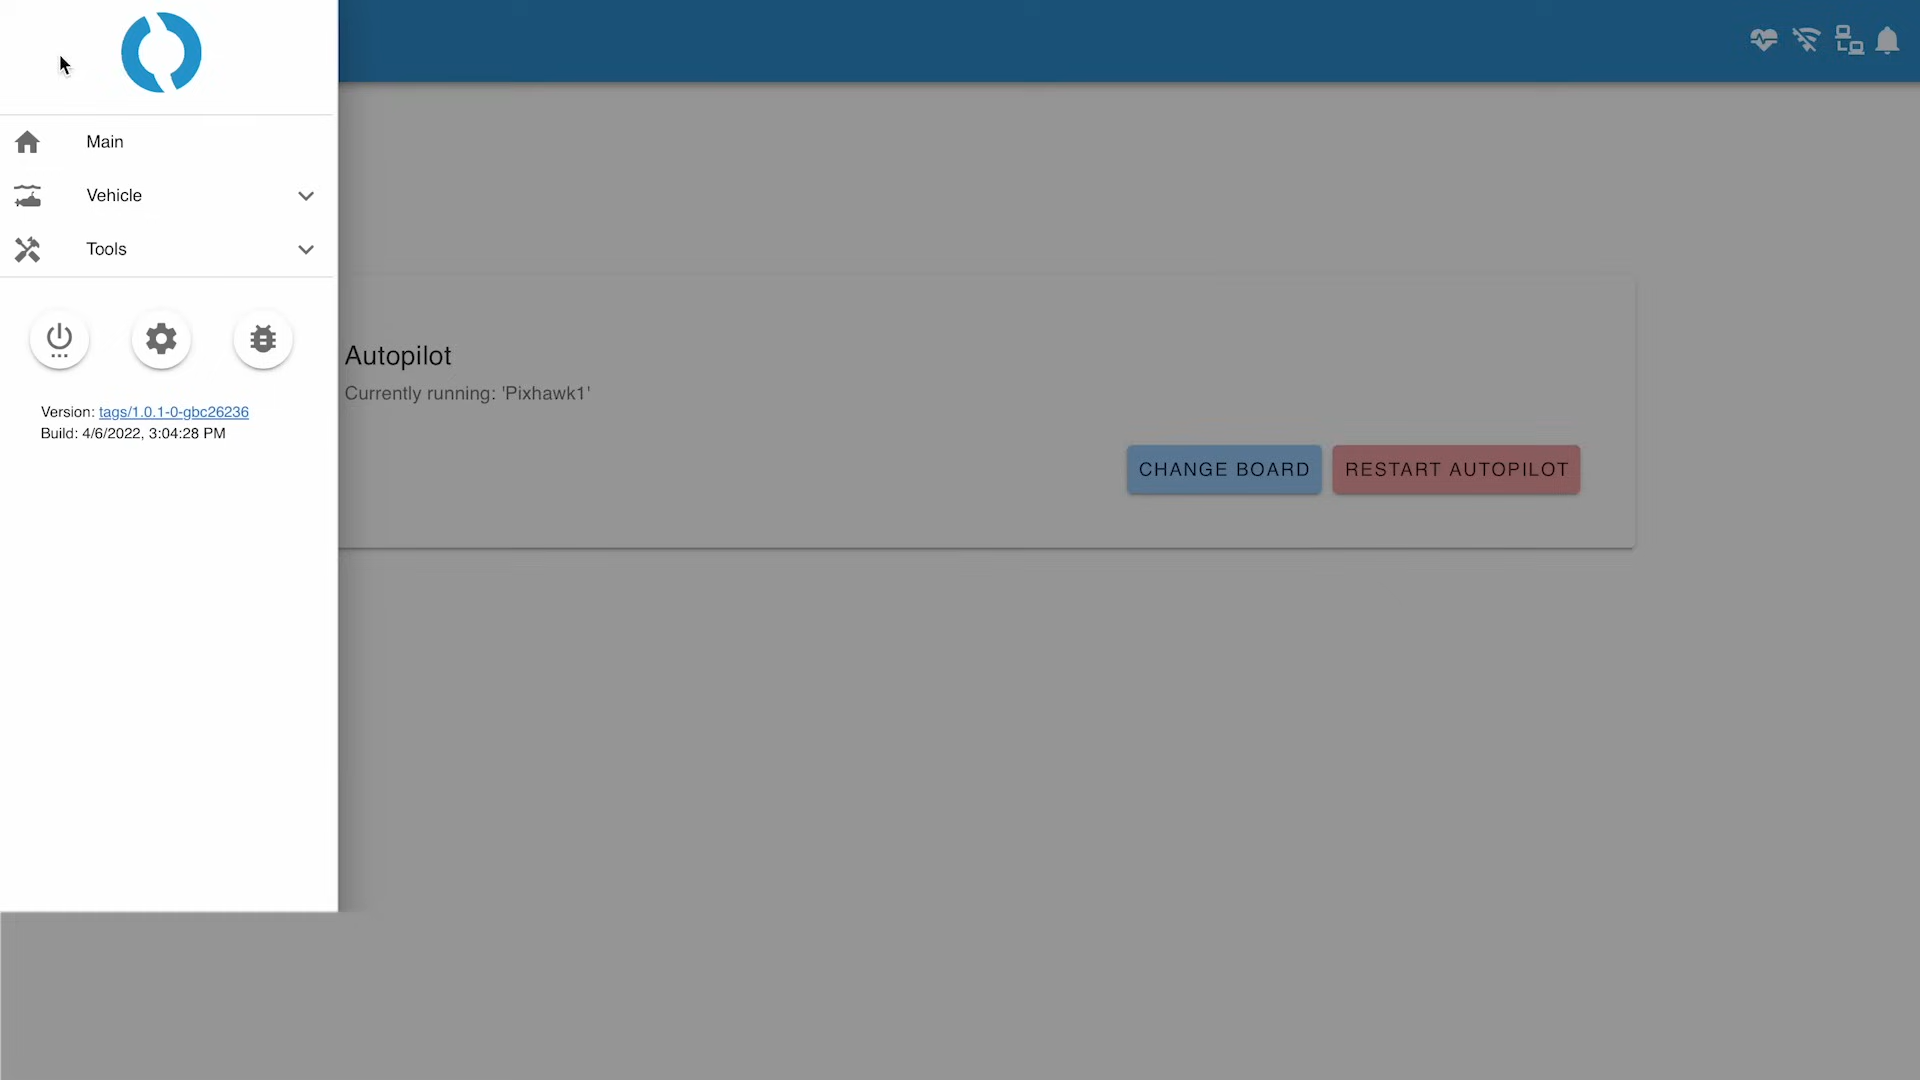 Main
Vehicle
Tools
Version: tags/1.0.1-0-gbc26236
Build: 4/6/2022, 3:04:28 PM
Autopilot
Currently running: 'Pixhawk1'
CHANGE BOARD
RESTART AUTOPILOT